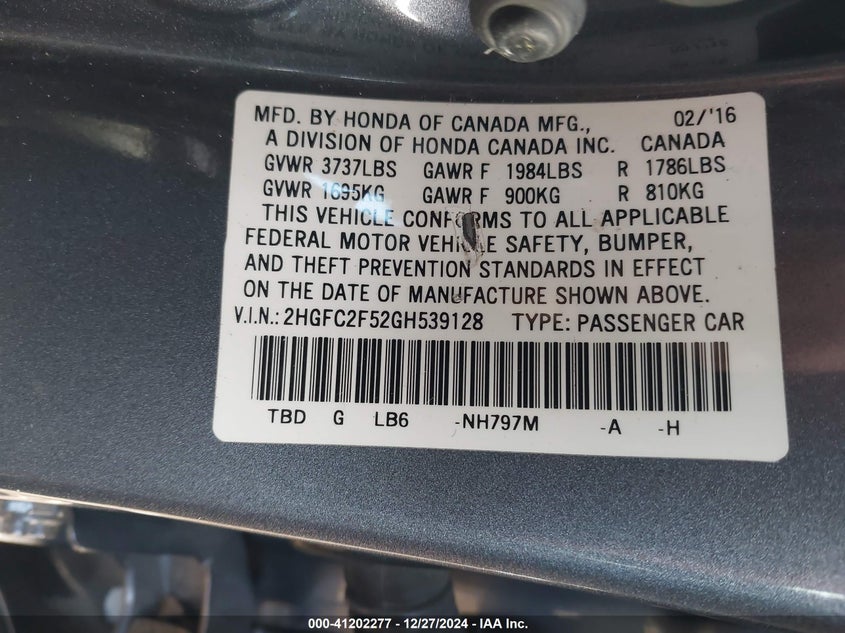 MFD. BY HONDA OF CANADA MFG., 02/'16
A DIVISION OF HONDA CANADA INC. CANADA
GVWR 3737LBS GAWR F 1984LBS R 1786LBS
GVWR 1695KG GAWR F 900KG R 810KG
THIS VEHICLE CONFORMS TO ALL APPLICABLE
FEDERAL MOTOR VEHICLE SAFETY, BUMPER,
AND THEFT PREVENTION STANDARDS IN EFFECT
ON THE DATE OF MANUFACTURE SHOWN ABOVE.
V.I.N.: 2HGFC2F52GH539128 TYPE: PASSENGER CAR
TBD G LB6 -NH797M -A -H
000-41202277 - 12/27/2024 - IAAI Inc.